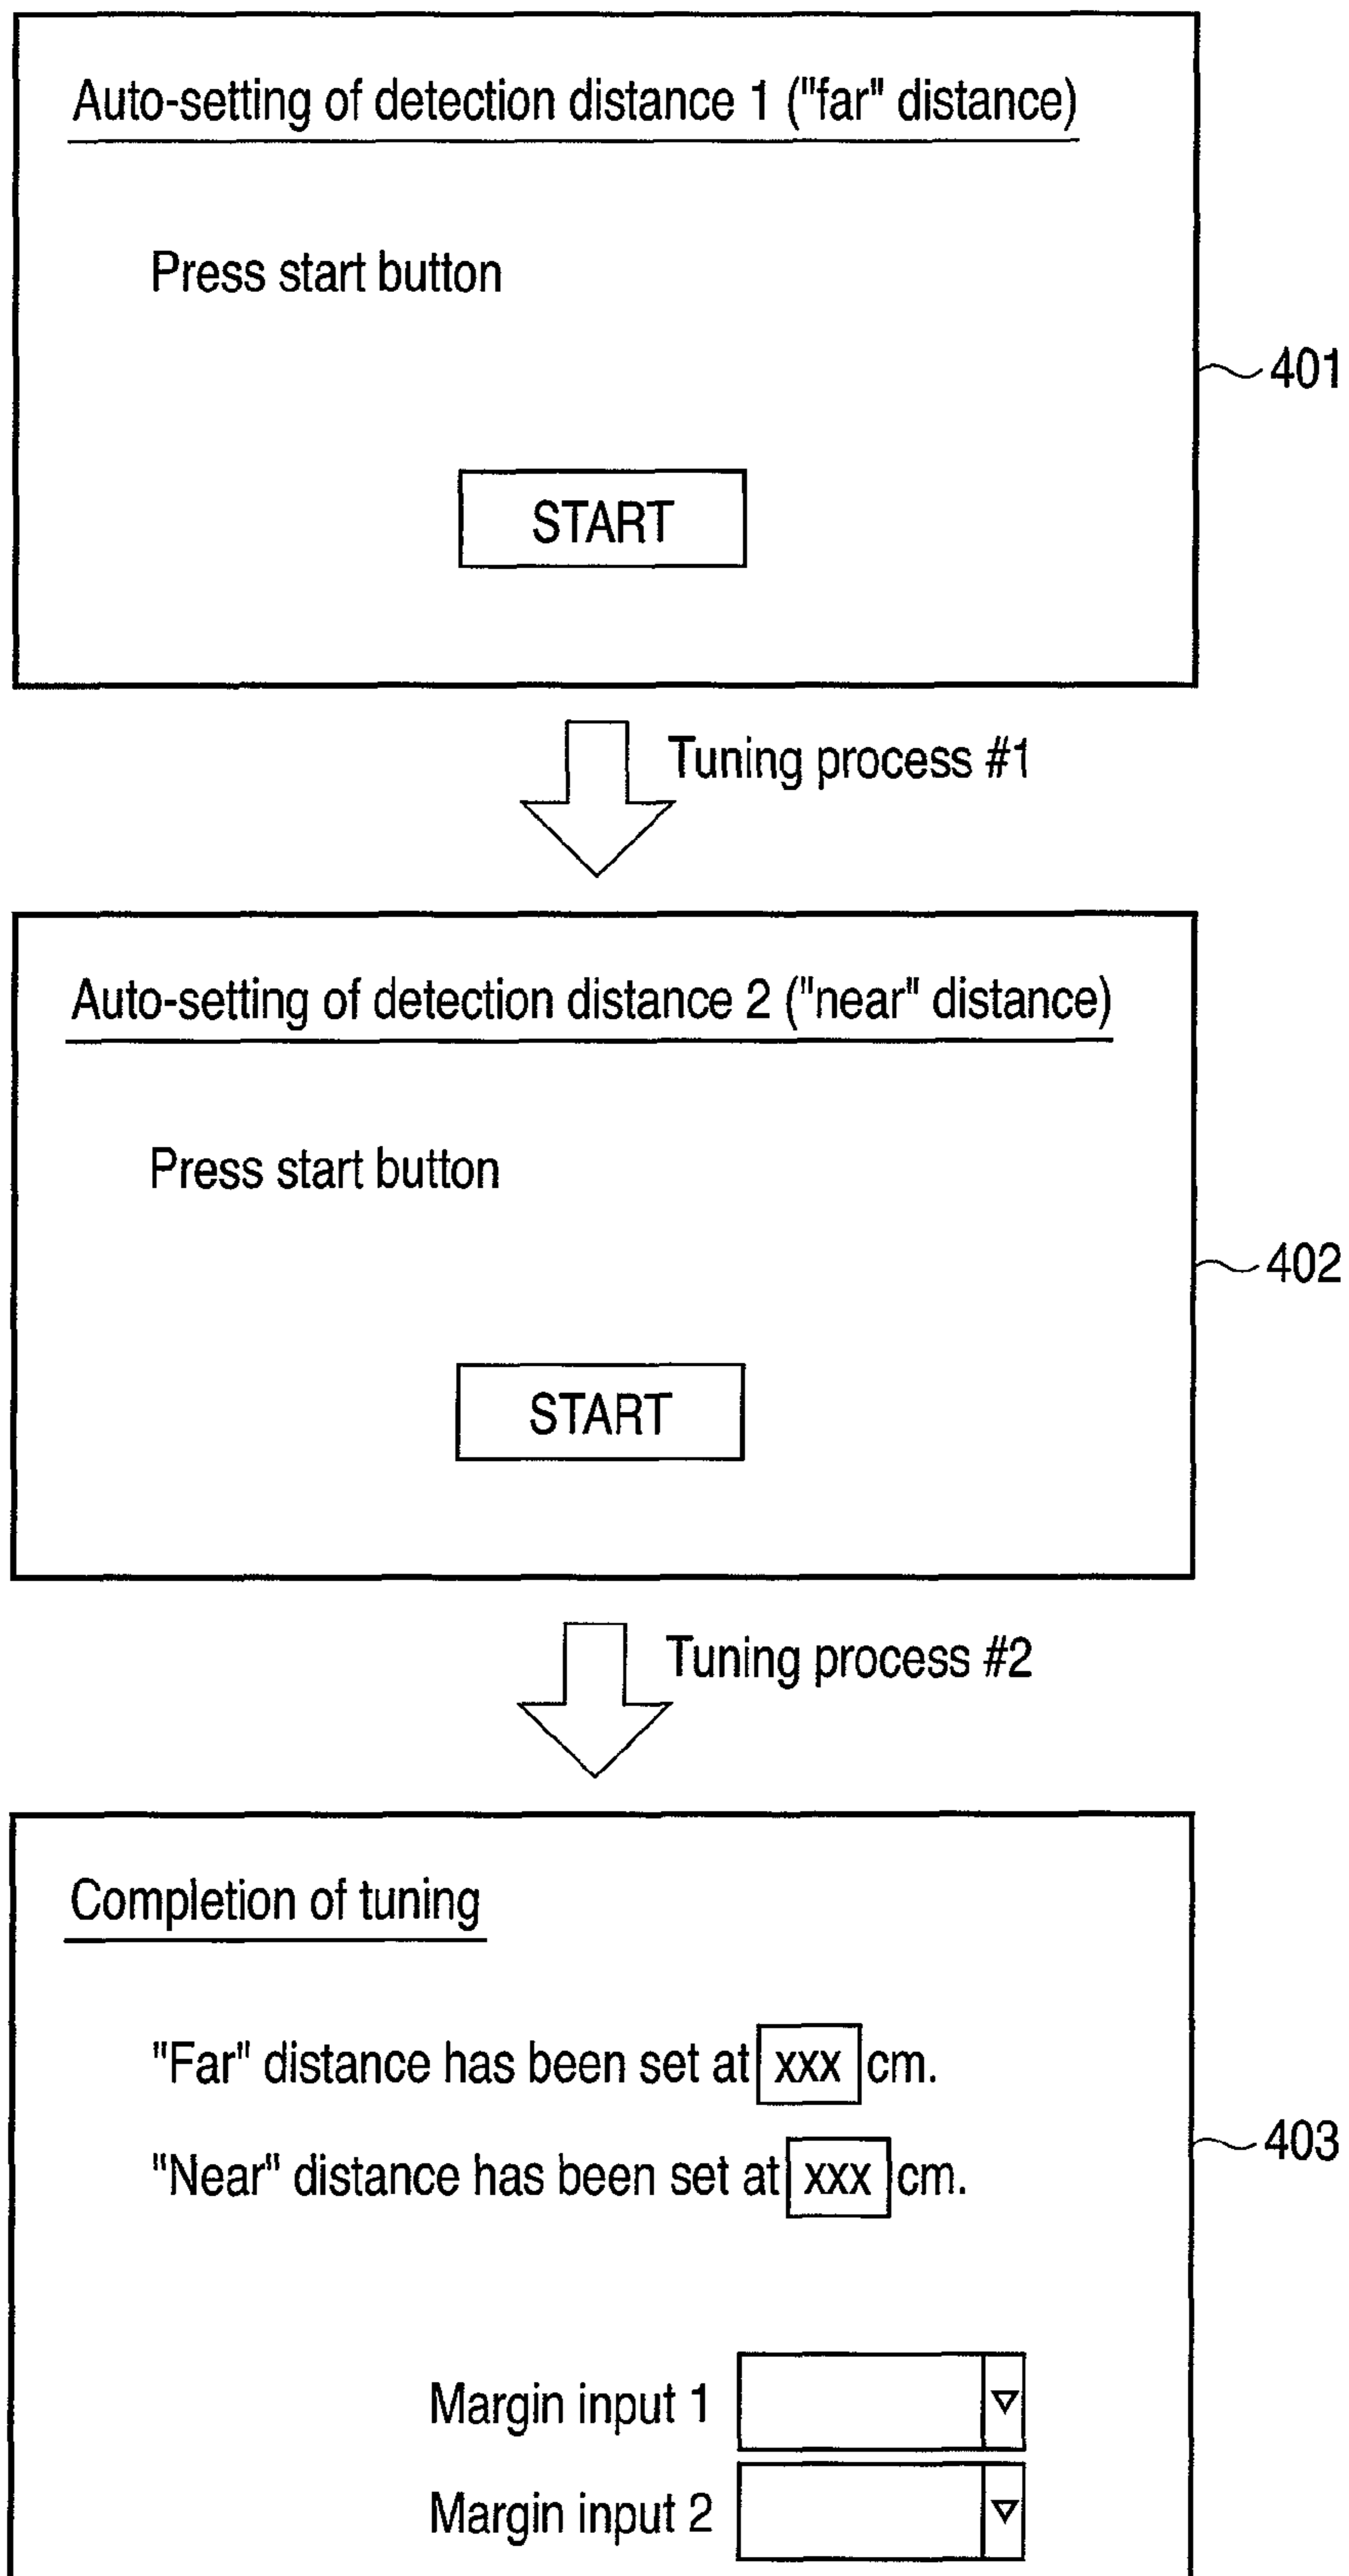 Auto-setting of detection distance 1 ("far" distance)
Press start button
401
START
Tuning process #1
Auto-setting of detection distance 2 ("near" distance)
Press start button
402
START
Tuning process #2
Completion of tuning
"Far" distance has been set at xxx cm.
403
"Near" distance has been set at xxx cm.
Margin input 1
Margin input 2